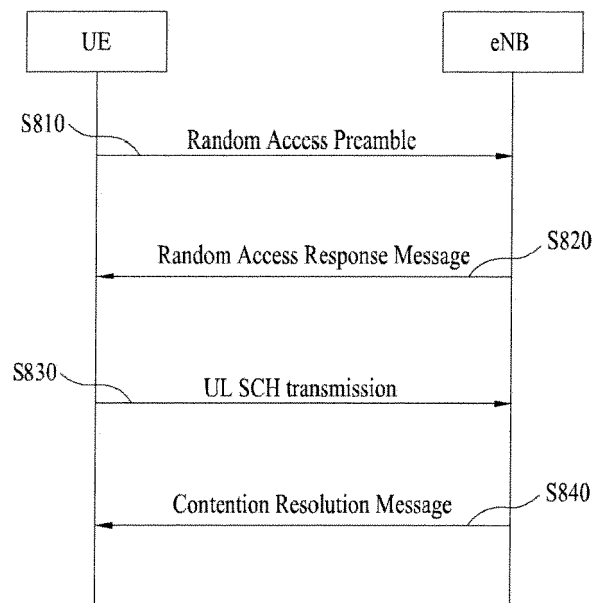 UE
eNB
S810
Random Access Preamble
Random Access Response Message
S820
S830
UL SCH transmission
Contention Resolution Message
S840